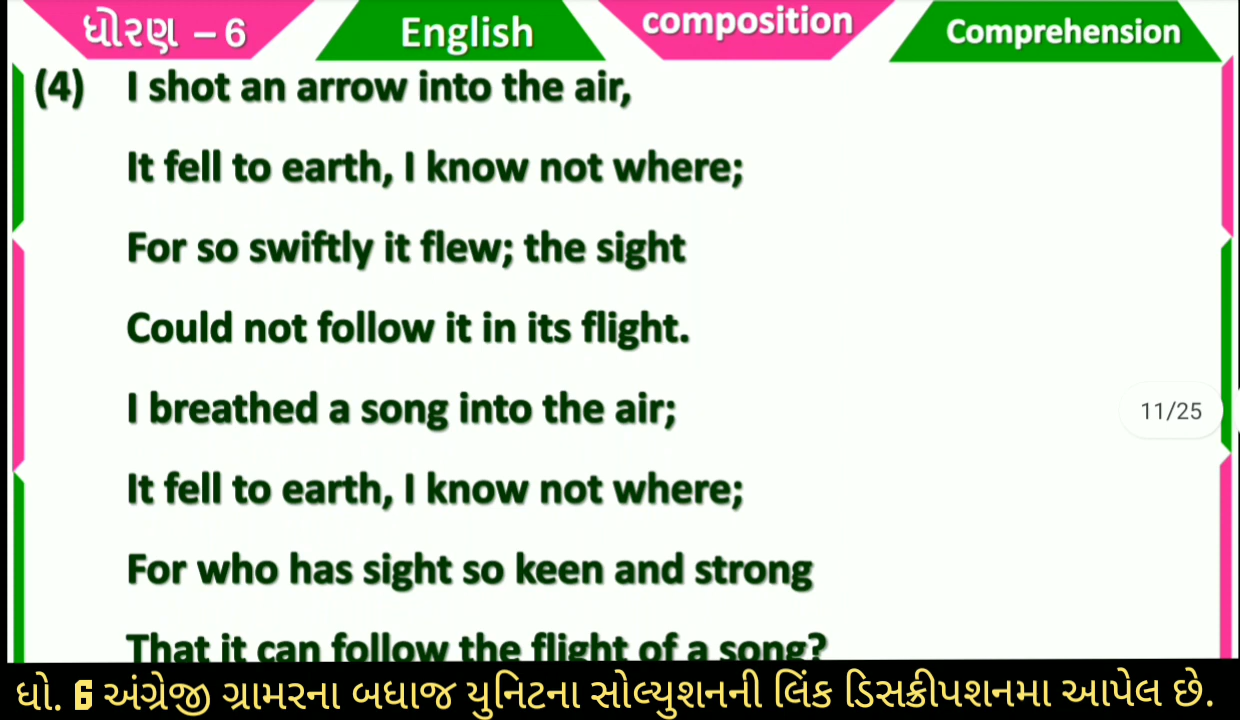 ધોરણ – 6
English
composition
Comprehension
(4) I shot an arrow into the air,
It fell to earth, I know not where;
For so swiftly it flew; the sight
Could not follow it in its flight.
I breathed a song into the air;
11/25
It fell to earth, I know not where;
For who has sight so keen and strong
That it can follow the flight of a song?
ધો. 6 અંગ્રેજી ગ્રામરના બધાજ યુનિટના સોલ્યુશનની લિંક ડિસક્રીપશનમા આપેલ છે.